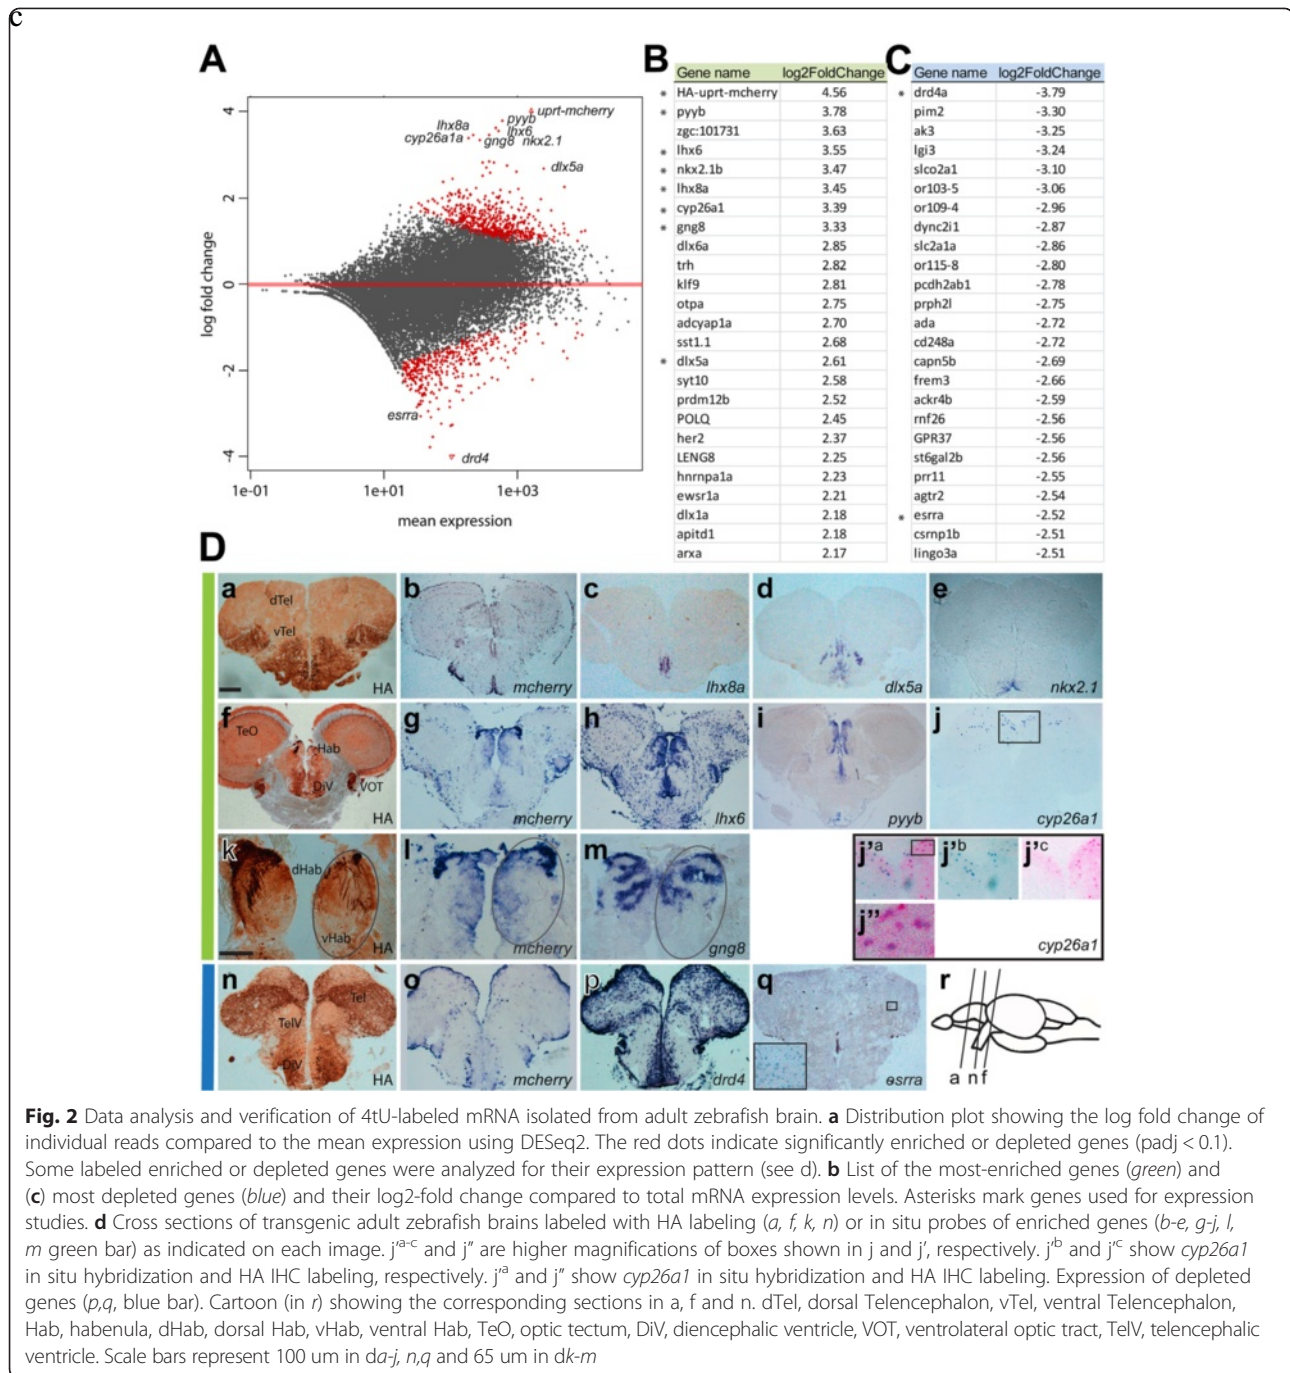 c
A
4
2
0
-2
-4
log fold change
1e-01
1e+01
1e+03
mean expression
uprt-mcherry
pyyb
lhx8a
lhx6
cyp26a1a
gng8 nkx2.1
dlx5a
esrra
drd4
B
Gene name log2FoldChange
* HA-uprt-mcherry 4.56
* pyyb 3.78
zgc:101731 3.63
* lhx6 3.55
* nkx2.1b 3.47
* lhx8a 3.45
* cyp26a1 3.39
* gng8 3.33
dlx6a 2.85
trh 2.82
klf9 2.81
otpa 2.75
adcyap1a 2.70
sst1.1 2.68
* dlx5a 2.61
syt10 2.58
prdm12b 2.52
POLQ 2.45
her2 2.37
LENG8 2.25
hnrnpa1a 2.23
ewsr1a 2.21
dlx1a 2.18
apitd1 2.18
arxa 2.17
C
Gene name log2FoldChange
* drd4a -3.79
pim2 -3.30
ak3 -3.25
lgi3 -3.24
slco2a1 -3.10
or103-5 -3.06
or109-4 -2.96
dync2i1 -2.87
slc2a1a -2.86
or115-8 -2.80
pcdh2ab1 -2.78
prph2l -2.75
ada -2.72
cd248a -2.72
capn5b -2.69
frem3 -2.66
ackr4b -2.59
rnf26 -2.56
GPR37 -2.56
st6gal2b -2.56
prr11 -2.55
agtr2 -2.54
* esrra -2.52
csrnp1b -2.51
lingo3a -2.51
D
a dTel vTel HA
b mcherry
c lhx8a
d dlx5a
e nkx2.1
f TeO Hab DiV VOT HA
g mcherry
h lhx6
i pyyb
j cyp26a1
k dHab vHab HA
l mcherry
m gng8
j'a j'b j'c
j" cyp26a1
n Tel TelV DiV HA
o mcherry
p drd4
q esrra
r
a n f
Fig. 2 Data analysis and verification of 4tU-labeled mRNA isolated from adult zebrafish brain. a Distribution plot showing the log fold change of
individual reads compared to the mean expression using DESeq2. The red dots indicate significantly enriched or depleted genes (padj < 0.1).
Some labeled enriched or depleted genes were analyzed for their expression pattern (see d). b List of the most-enriched genes (green) and
(c) most depleted genes (blue) and their log2-fold change compared to total mRNA expression levels. Asterisks mark genes used for expression
studies. d Cross sections of transgenic adult zebrafish brains labeled with HA labeling (a, f, k, n) or in situ probes of enriched genes (b-e, g-j, l,
m green bar) as indicated on each image. j'a-c and j" are higher magnifications of boxes shown in j and j', respectively. j'b and j'c show cyp26a1
in situ hybridization and HA IHC labeling, respectively. j'a and j" show cyp26a1 in situ hybridization and HA IHC labeling. Expression of depleted
genes (p,q, blue bar). Cartoon (in r) showing the corresponding sections in a, f and n. dTel, dorsal Telencephalon, vTel, ventral Telencephalon,
Hab, habenula, dHab, dorsal Hab, vHab, ventral Hab, TeO, optic tectum, DiV, diencephalic ventricle, VOT, ventrolateral optic tract, TelV, telencephalic
ventricle. Scale bars represent 100 um in da-j, n,q and 65 um in dk-m